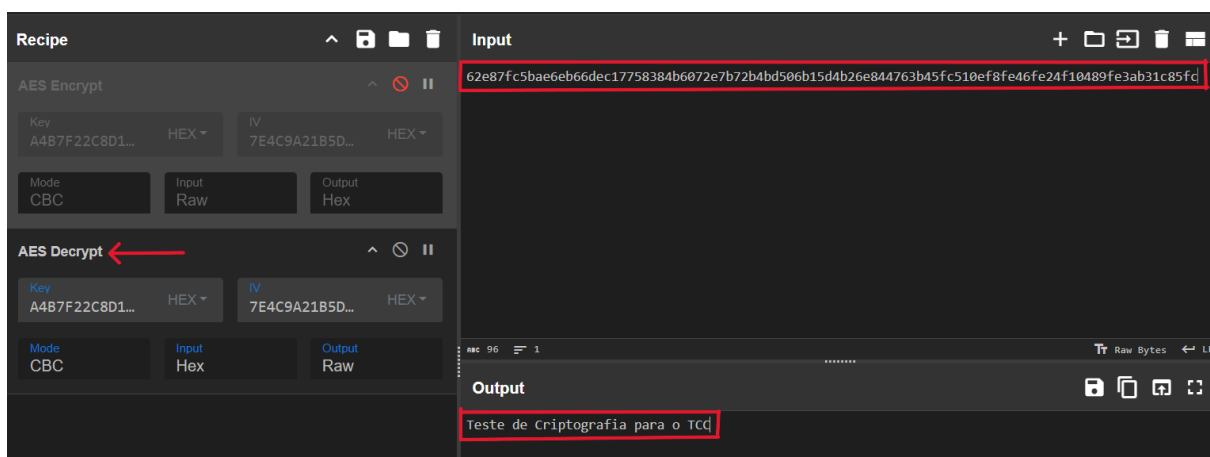 Recipe
AES Encrypt
Key
A4B7F22C8D1... HEX
IV
7E4C9A21B5D... HEX
Mode
CBC
Input
Raw
Output
Hex
AES Decrypt
Key
A4B7F22C8D1... HEX
IV
7E4C9A21B5D... HEX
Mode
CBC
Input
Hex
Output
Raw
Input
62e87fc5bae6eb66dec17758384b6072e7b72b4bd506b15d4b26e844763b45fc510ef8fe46fe24f10489fe3ab31c85fc
ABC 96 1
TT Raw Bytes
Output
Teste de Criptografia para o TCC